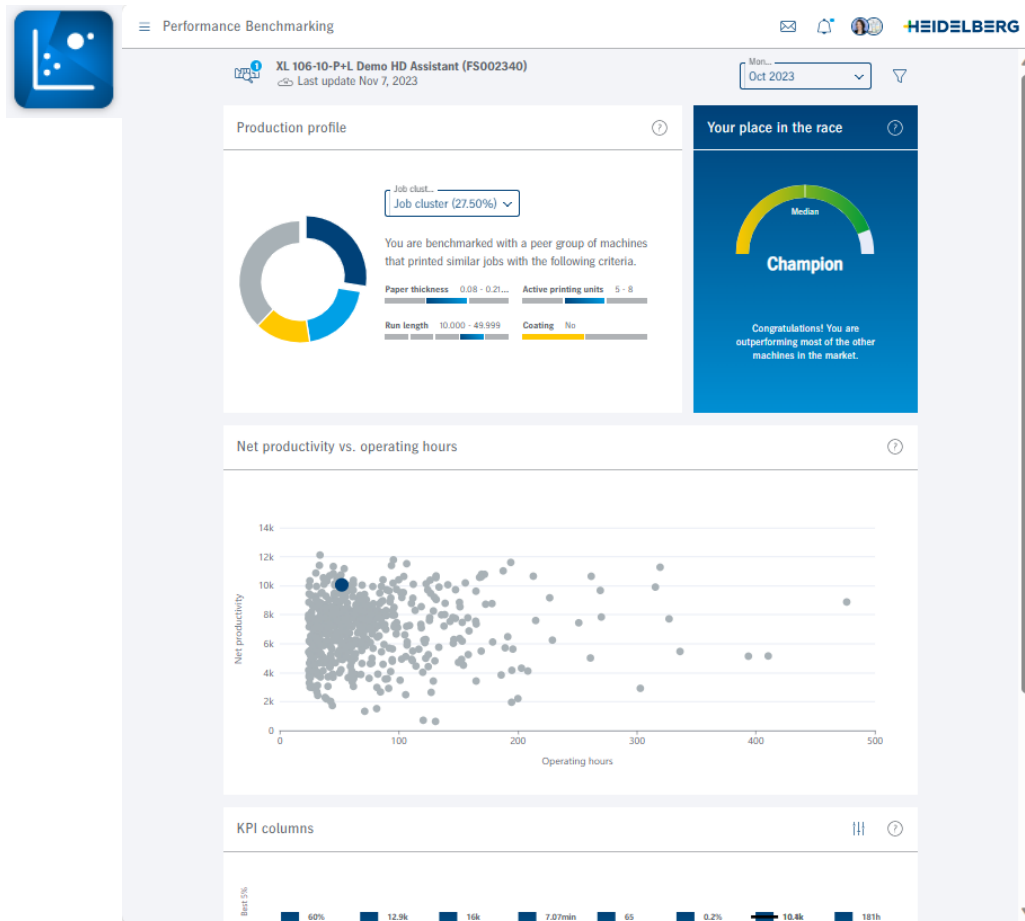 Performance Benchmarking
HEIDELBERG
XL 106-10-P+L Demo HD Assistant (FS002340)
1
Last update Nov 7, 2023
Mon...
Oct 2023
Production profile
?
Job clust...
Job cluster (27.50%)
You are benchmarked with a peer group of machines
that printed similar jobs with the following criteria.
Paper thickness 0.08 - 0.21... Active printing units 5 - 8
Run length 10.000 - 49.999 Coating No
Your place in the race
?
Median
Champion
Congratulations! You are
outperforming most of the other
machines in the market.
Net productivity vs. operating hours
?
Net productivity
14k
12k
10k
8k
6k
4k
2k
0
0 100 200 300 400 500
Operating hours
KPI columns
?
Best 5%
60% 12.9k 16k 7.07min 65 0.2% 10.4k 181h